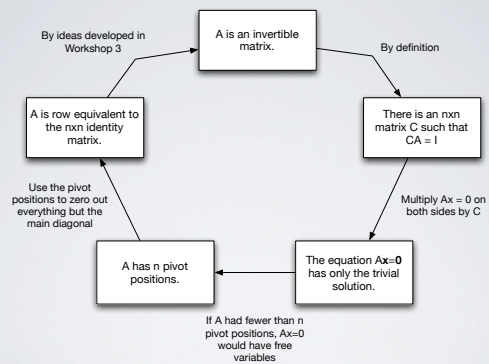 By ideas developed in
Workshop 3
A is an invertible
matrix.
By definition
There is an nxn
matrix C such that
CA = I
Multiply Ax = 0 on
both sides by C
The equation Ax=0
has only the trivial
solution.
If A had fewer than n
pivot positions, Ax=0
would have free
variables
A has n pivot
positions.
Use the pivot
positions to zero out
everything but the
main diagonal
A is row equivalent to
the nxn identity
matrix.